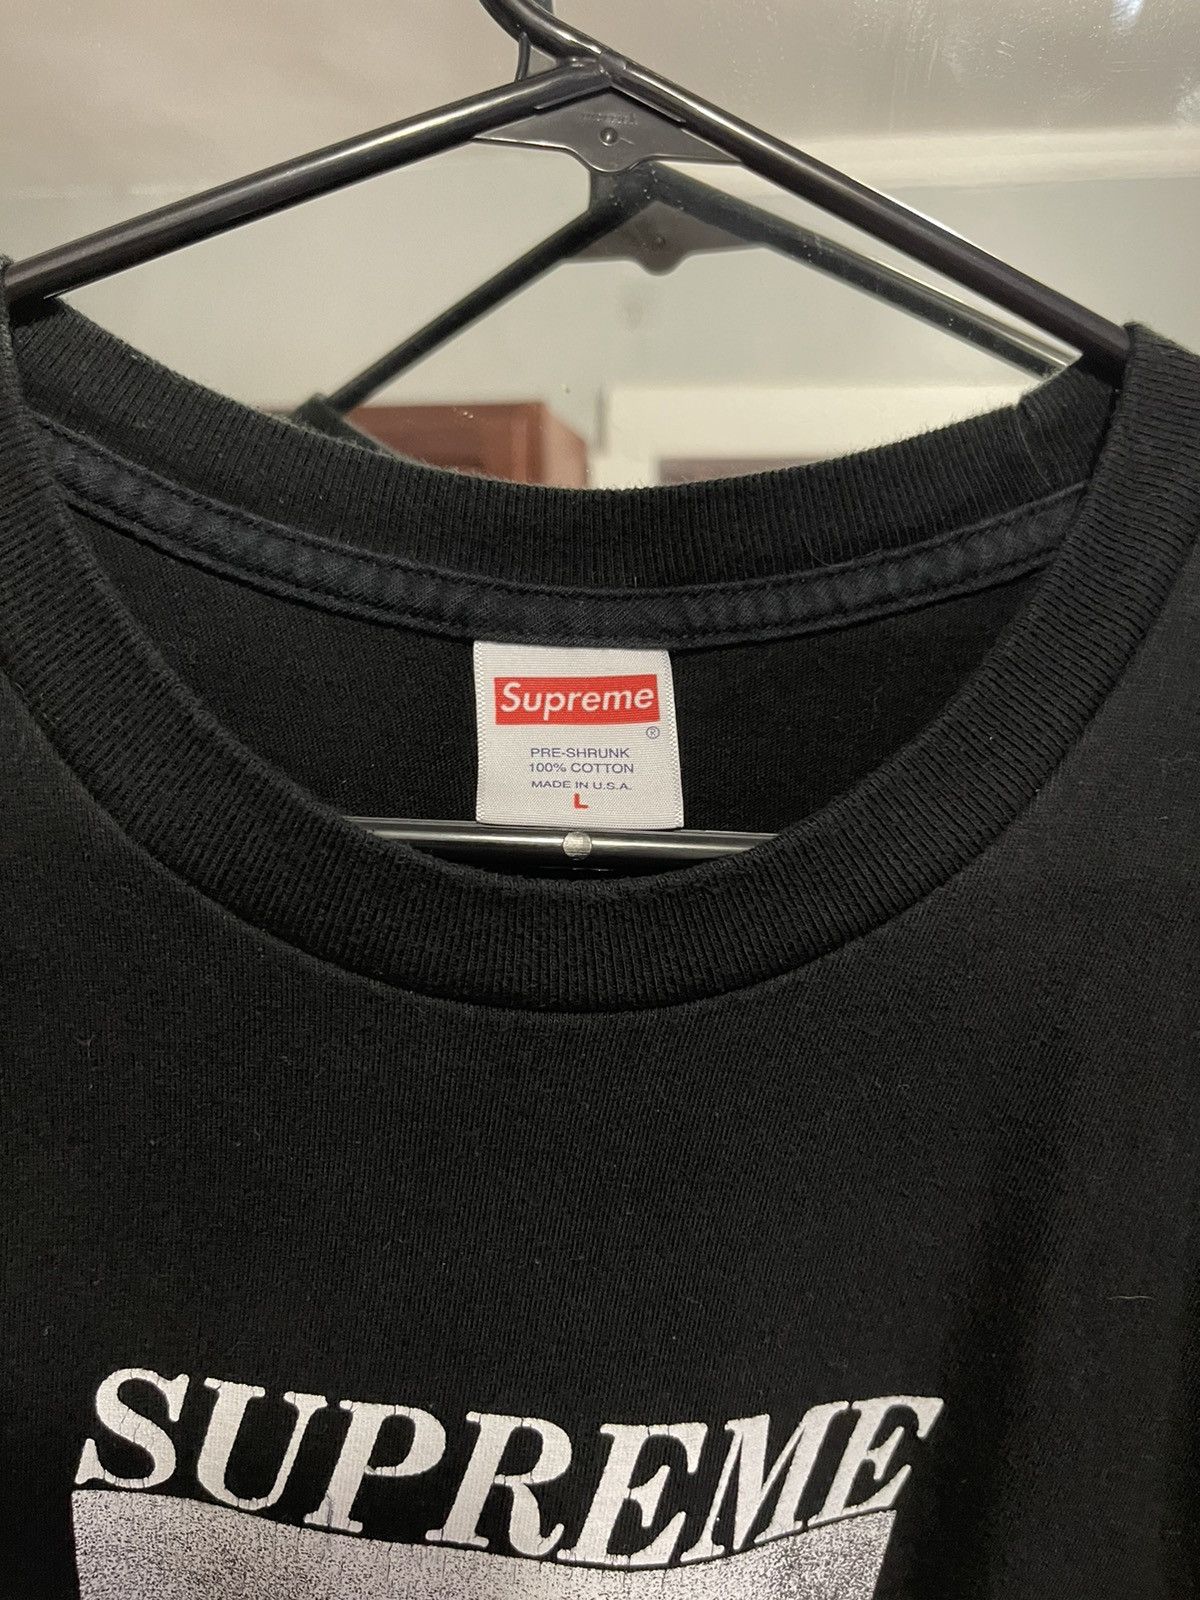 Supreme
®
PRE-SHRUNK
100% COTTON
MADE IN U.S.A.
L
SUPREME